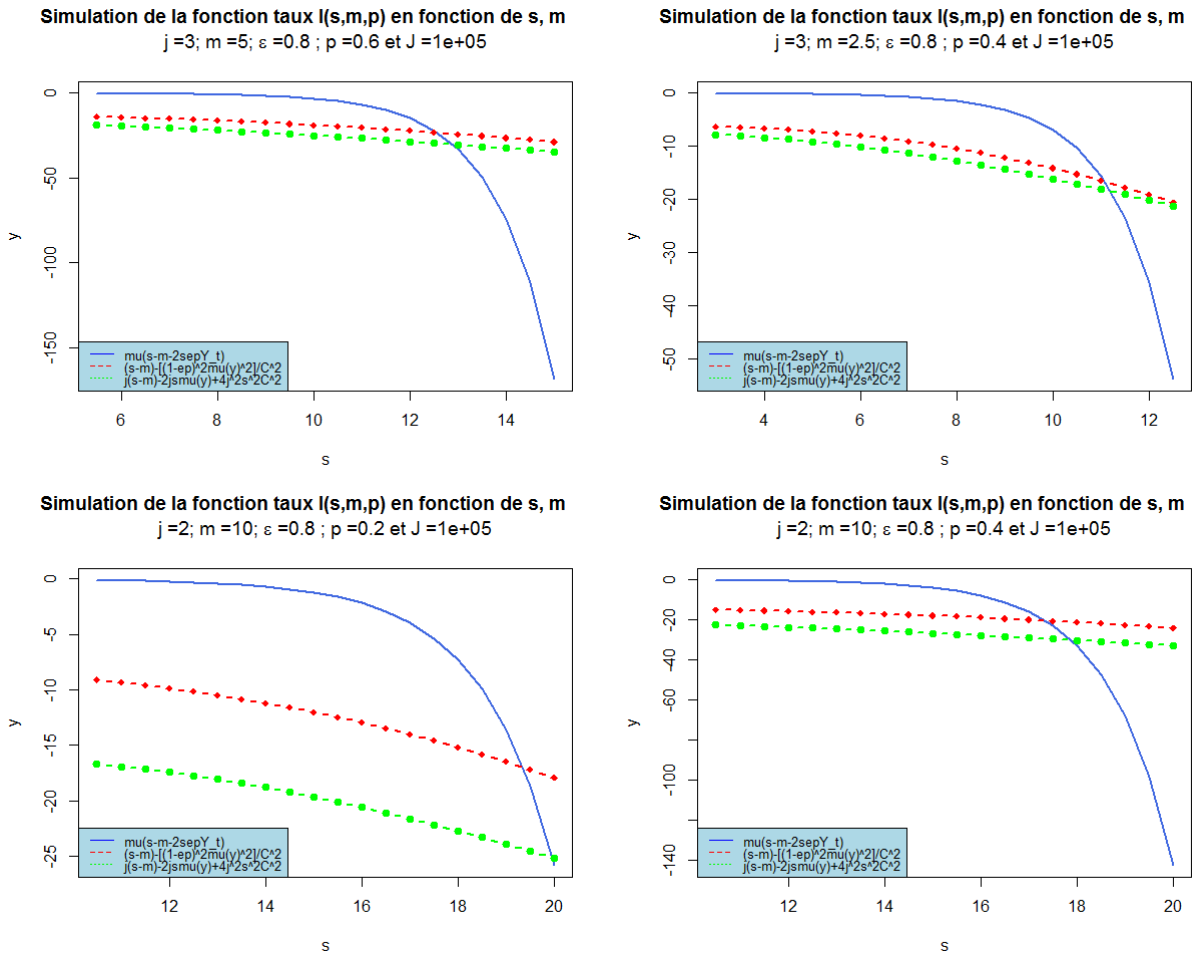 Simulation de la fonction taux I(s,m,p) en fonction de s, m
j =3; m =5; ε =0.8 ; p =0.6 et J =1e+05
0
-50
-100
-150
y
6 8 10 12 14
s
mu(s-m-2sepY_t)
(s-m)-[(1-ep)^2mu(y)^2]/C^2
j(s-m)-2jsmu(y)+4j^2s^2C^2
Simulation de la fonction taux I(s,m,p) en fonction de s, m
j =3; m =2.5; ε =0.8 ; p =0.4 et J =1e+05
0
-10
-20
-30
-40
-50
y
4 6 8 10 12
s
mu(s-m-2sepY_t)
(s-m)-[(1-ep)^2mu(y)^2]/C^2
j(s-m)-2jsmu(y)+4j^2s^2C^2
Simulation de la fonction taux I(s,m,p) en fonction de s, m
j =2; m =10; ε =0.8 ; p =0.2 et J =1e+05
0
-5
-10
-15
-20
-25
y
12 14 16 18 20
s
mu(s-m-2sepY_t)
(s-m)-[(1-ep)^2mu(y)^2]/C^2
j(s-m)-2jsmu(y)+4j^2s^2C^2
Simulation de la fonction taux I(s,m,p) en fonction de s, m
j =2; m =10; ε =0.8 ; p =0.4 et J =1e+05
0
-20
-40
-60
-100
-140
y
12 14 16 18 20
s
mu(s-m-2sepY_t)
(s-m)-[(1-ep)^2mu(y)^2]/C^2
j(s-m)-2jsmu(y)+4j^2s^2C^2